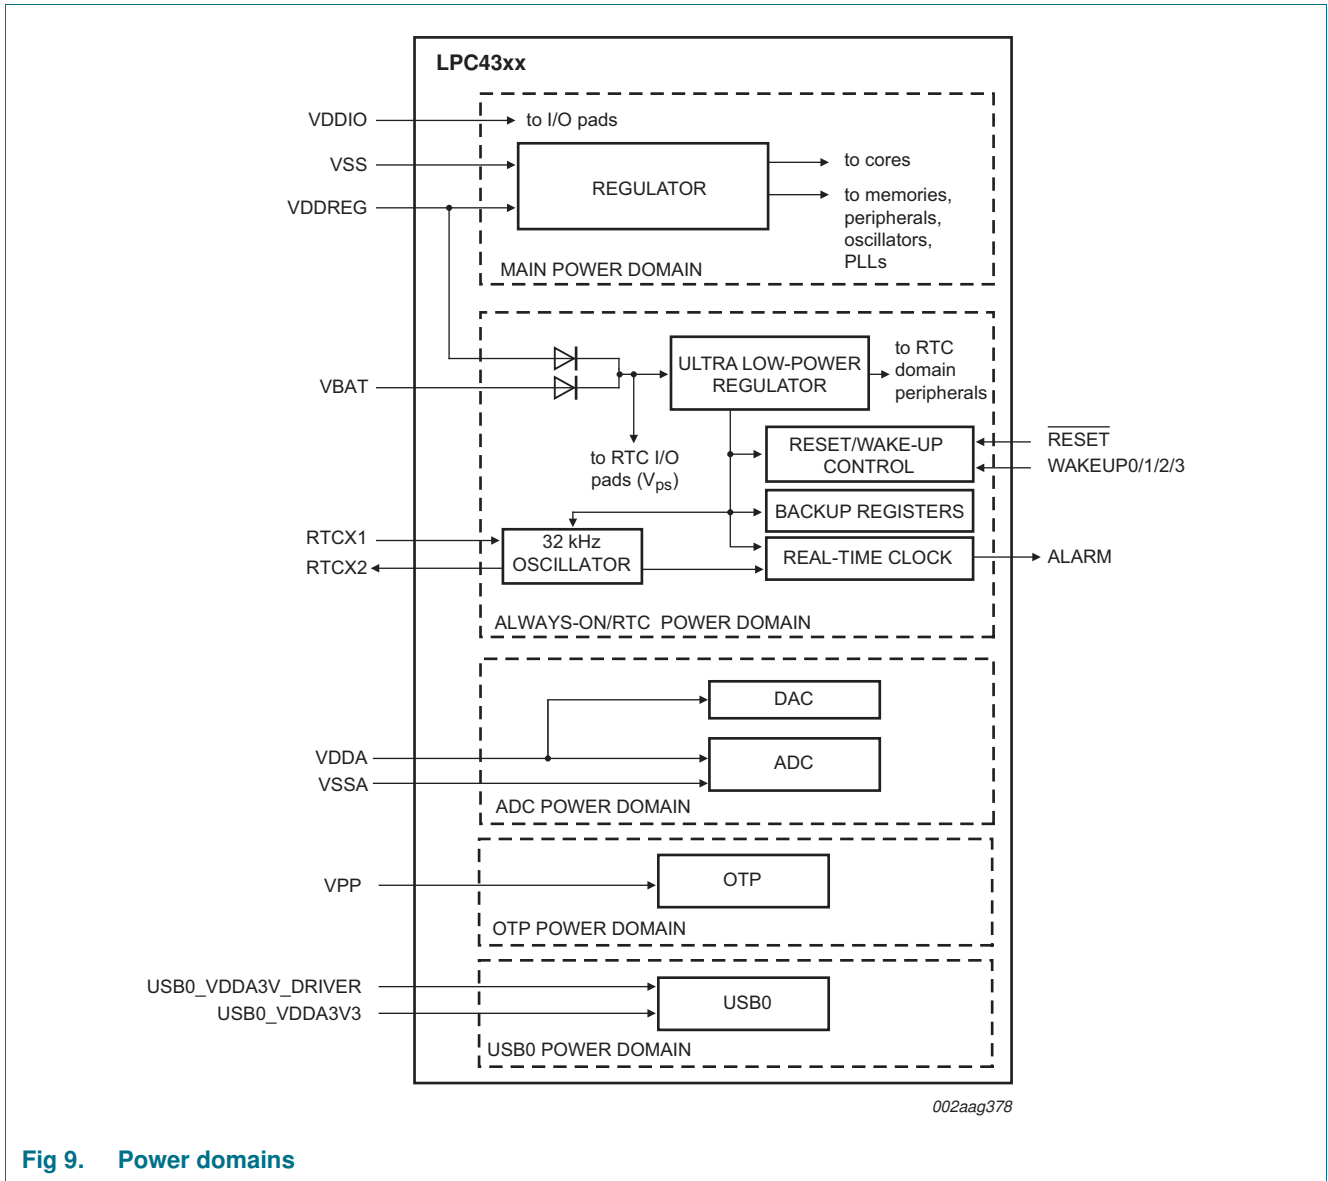 LPC43xx
VDDIO
to I/O pads
VSS
REGULATOR
to cores
VDDREG
to memories,
peripherals,
oscillators,
PLLs
MAIN POWER DOMAIN
ULTRA LOW-POWER
REGULATOR
to RTC
domain
peripherals
VBAT
to RTC I/O
pads (Vps)
RESET/WAKE-UP
CONTROL
RESET
WAKEUP0/1/2/3
BACKUP REGISTERS
RTCX1
RTCX2
32 kHz
OSCILLATOR
REAL-TIME CLOCK
ALARM
ALWAYS-ON/RTC POWER DOMAIN
DAC
VDDA
ADC
VSSA
ADC POWER DOMAIN
VPP
OTP
OTP POWER DOMAIN
USB0_VDDA3V_DRIVER
USB0_VDDA3V3
USB0
USB0 POWER DOMAIN
002aag378
Fig 9. Power domains